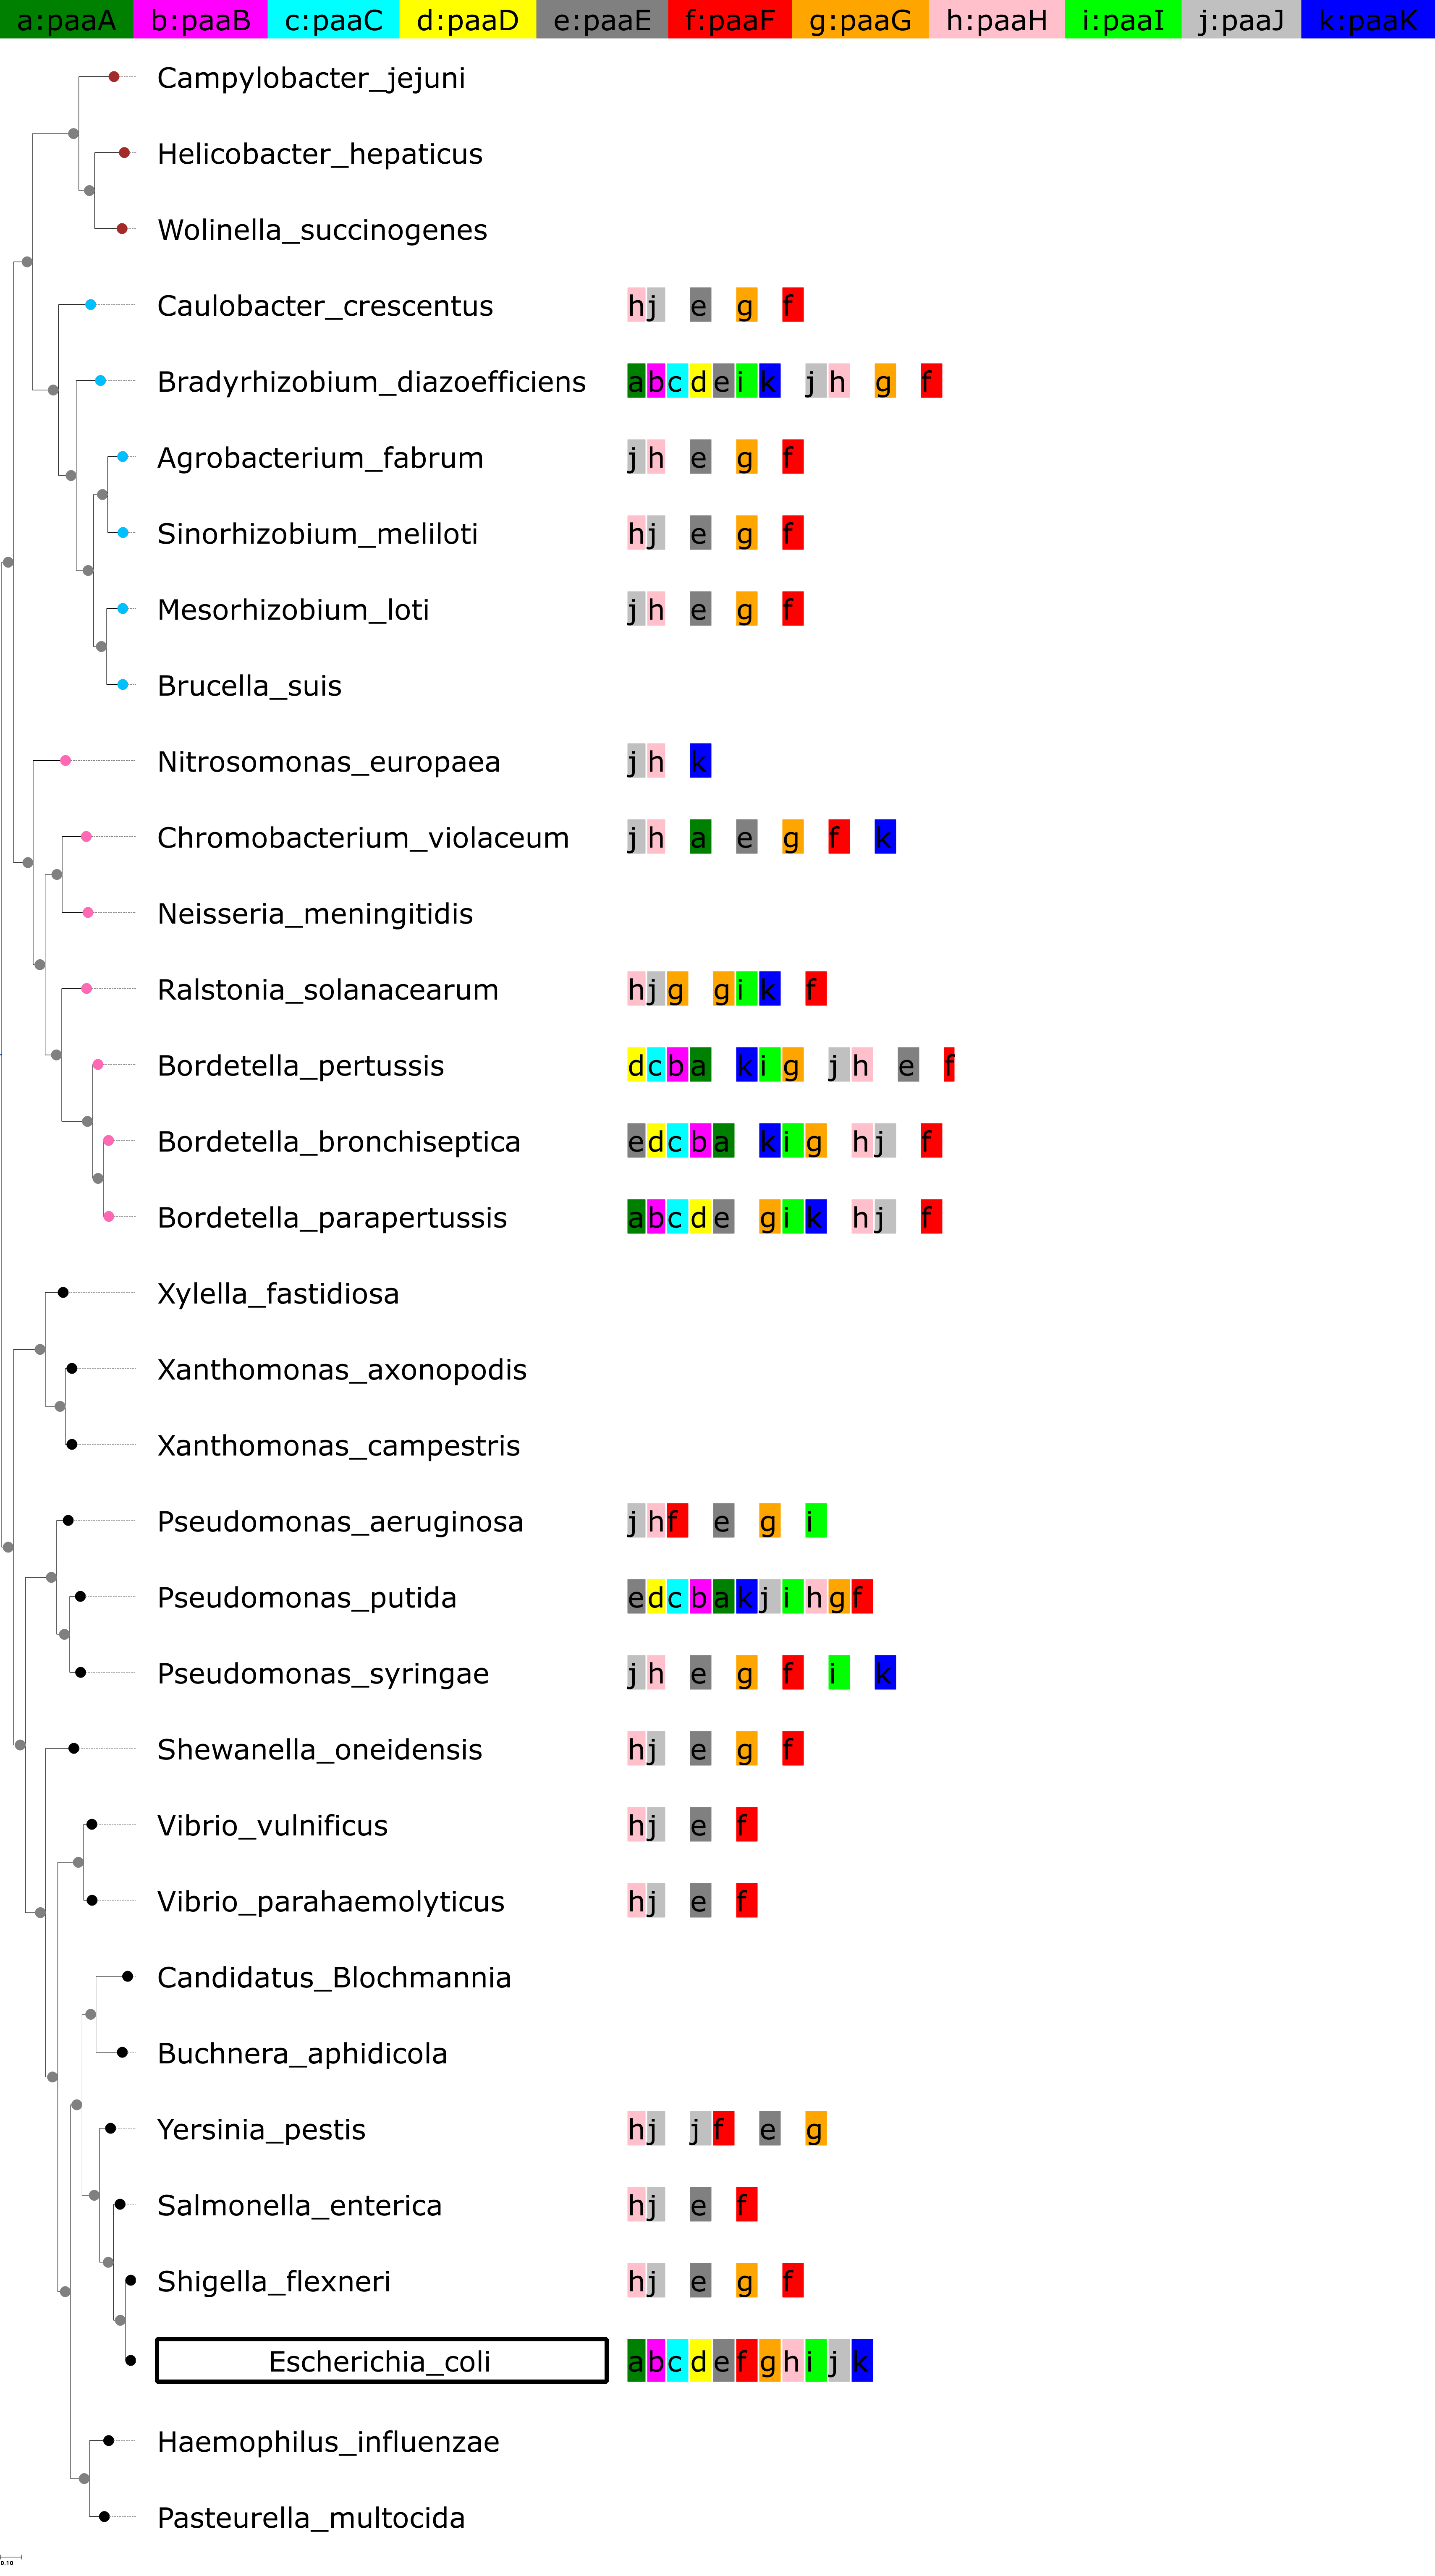 a:paaA b:paaB c:paaC d:paaD e:paaE f:paaF g:paaG h:paaH i:paaI j:paaJ k:paaK
Campylobacter_jejuni
Helicobacter_hepaticus
Wolinella_succinogenes
Caulobacter_crescentus hj e g f
Bradyrhizobium_diazoefficiens abcdeik jh g f
Agrobacterium_fabrum jh e g f
Sinorhizobium_meliloti hj e g f
Mesorhizobium_loti jh e g f
Brucella_suis
Nitrosomonas_europaea jh k
Chromobacterium_violaceum jh a e g f k
Neisseria_meningitidis
Ralstonia_solanacearum hjg gik f
Bordetella_pertussis dcba kig jh e f
Bordetella_bronchiseptica edcba kig hj f
Bordetella_parapertussis abcde gik hj f
Xylella_fastidiosa
Xanthomonas_axonopodis
Xanthomonas_campestris
Pseudomonas_aeruginosa jhf e g i
Pseudomonas_putida edcbakjihgf
Pseudomonas_syringae jh e g f i k
Shewanella_oneidensis hj e g f
Vibrio_vulnificus hj e f
Vibrio_parahaemolyticus hj e f
Candidatus_Blochmannia
Buchnera_aphidicola
Yersinia_pestis hj jf e g
Salmonella_enterica hj e f
Shigella_flexneri hj e g f
Escherichia_coli abcdefghijk
Haemophilus_influenzae
Pasteurella_multocida
0.10